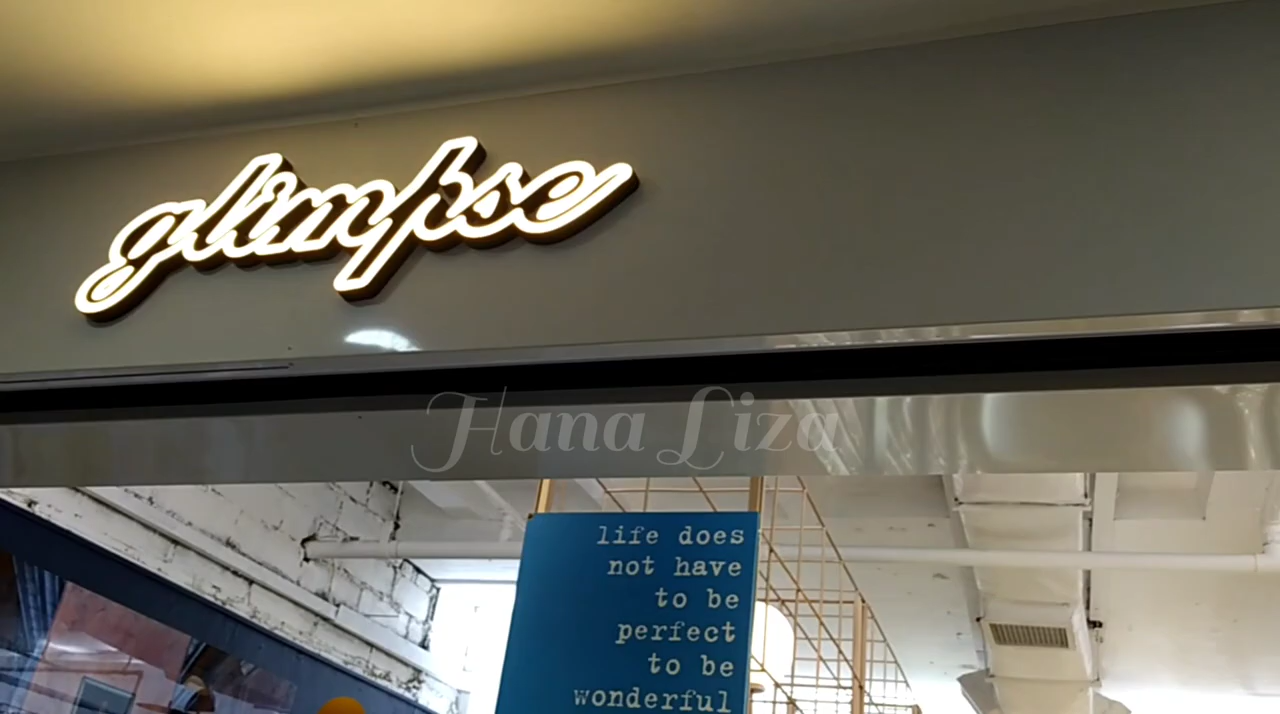 glimpse
Hana Liza
life does
not have
to be
perfect
to be
wonderful